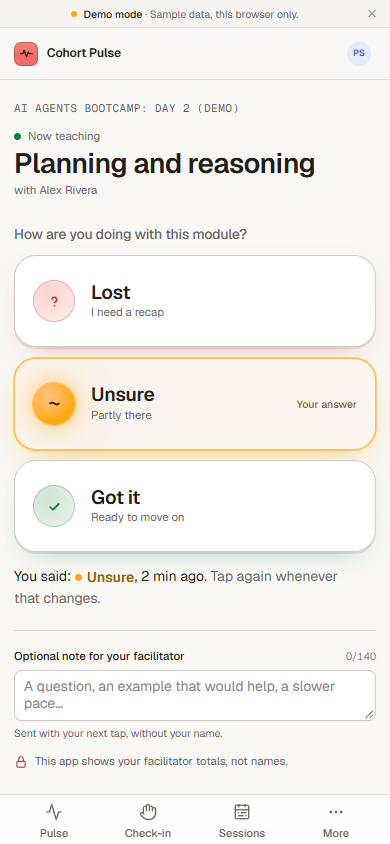 Demo mode · Sample data, this browser only.
Cohort Pulse
PS
AI AGENTS BOOTCAMP: DAY 2 (DEMO)
Now teaching
Planning and reasoning
with Alex Rivera
How are you doing with this module?
?
Lost
I need a recap
~
Unsure
Partly there
Your answer
Got it
Ready to move on
You said: Unsure, 2 min ago. Tap again whenever
that changes.
Optional note for your facilitator
0/140
A question, an example that would help, a slower
pace…
Sent with your next tap, without your name.
This app shows your facilitator totals, not names.
Pulse
Check-in
Sessions
More